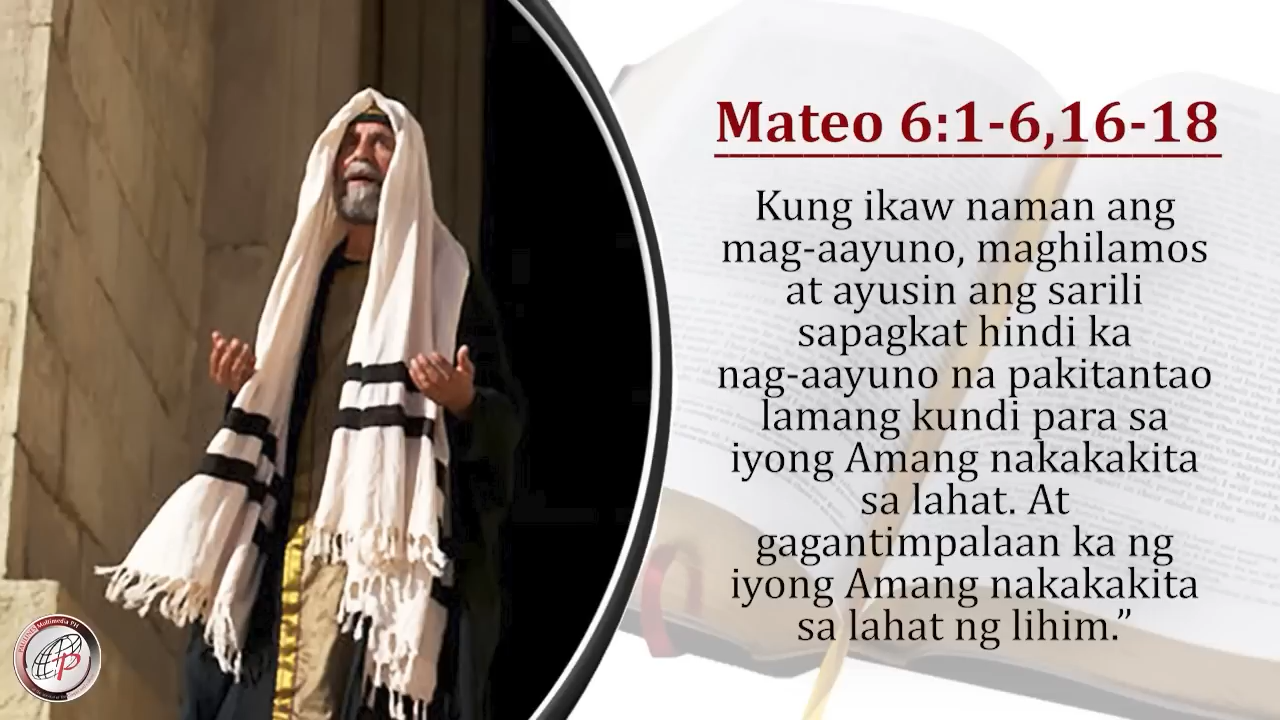 Mateo 6:1-6,16-18
Kung ikaw naman ang
mag-aayuno, maghilamos
at ayusin ang sarili
sapagkat hindi ka
nag-aayuno na pakitantao
lamang kundi para sa
iyong Amang nakakakita
sa lahat. At
gagantimpalaan ka ng
iyong Amang nakakakita
sa lahat ng lihim.”